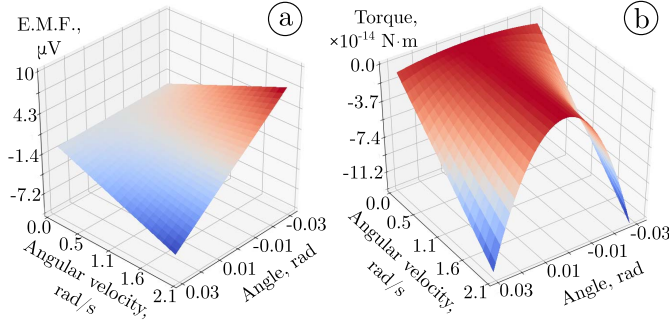 E.M.F.,
μV
a
10
4.3
-1.4
-7.2
0.0
0.5
1.1
1.6
2.1
Angular velocity,
rad/s
0.03
0.01
-0.01
-0.03
Angle, rad
Torque,
×10⁻¹⁴ N·m
b
0.0
-3.7
-7.4
-11.2
0.0
0.5
1.1
1.6
2.1
Angular velocity,
rad/s
0.03
0.01
-0.01
-0.03
Angle, rad